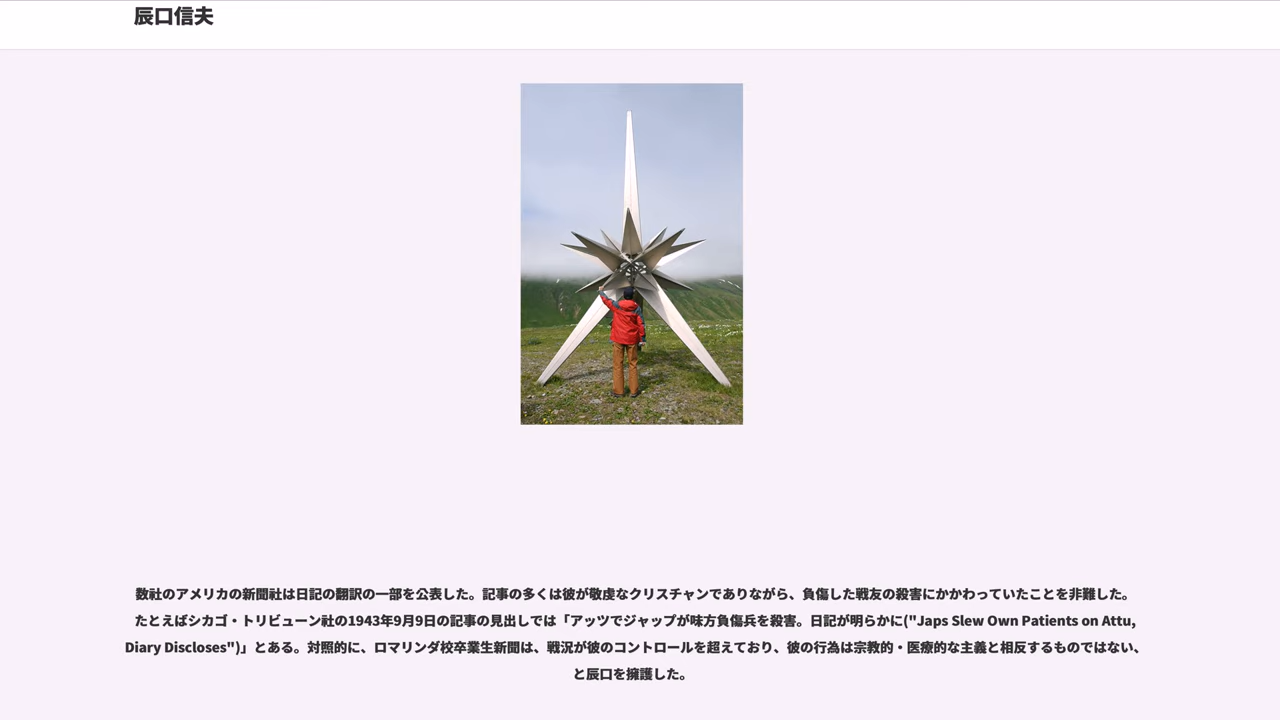 辰口信夫
数社のアメリカの新聞社は日記の翻訳の一部を公表した。記事の多くは彼が敬虔なクリスチャンでありながら、負傷した戦友の殺害にかかわっていたことを非難した。
たとえばシカゴ・トリビューン社の1943年9月9日の記事の見出しでは「アッツでジャップが味方負傷兵を殺害。日記が明らかに("Japs Slew Own Patients on Attu,
Diary Discloses")」とある。対照的に、ロマリンダ校卒業生新聞は、戦況が彼のコントロールを超えており、彼の行為は宗教的・医療的な主義と相反するものではない、
と辰口を擁護した。